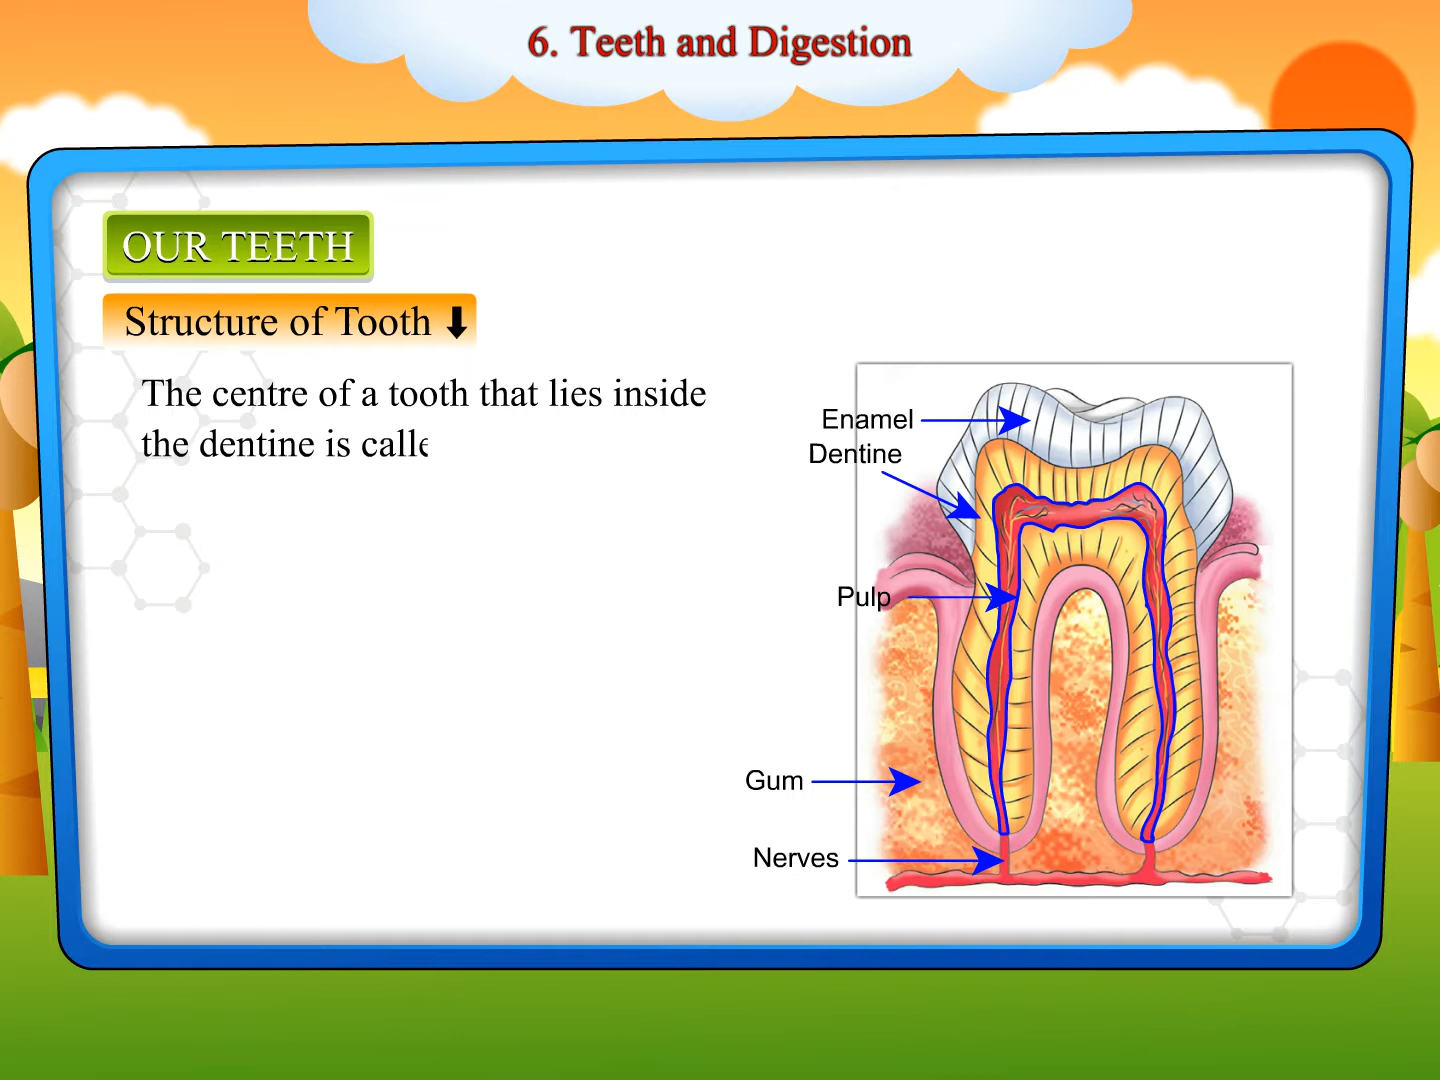 6. Teeth and Digestion
OUR TEETH
Structure of Tooth
The centre of a tooth that lies inside
the dentine is calle
Enamel
Dentine
Pulp
Gum
Nerves